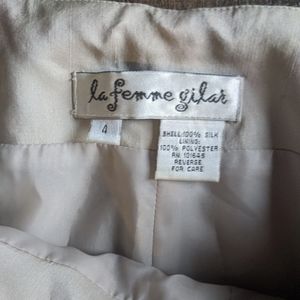 la femme gilar
4
SHELL: 100% SILK
LINING:
100% POLYESTER
RN 101645
REVERSE
FOR CARE